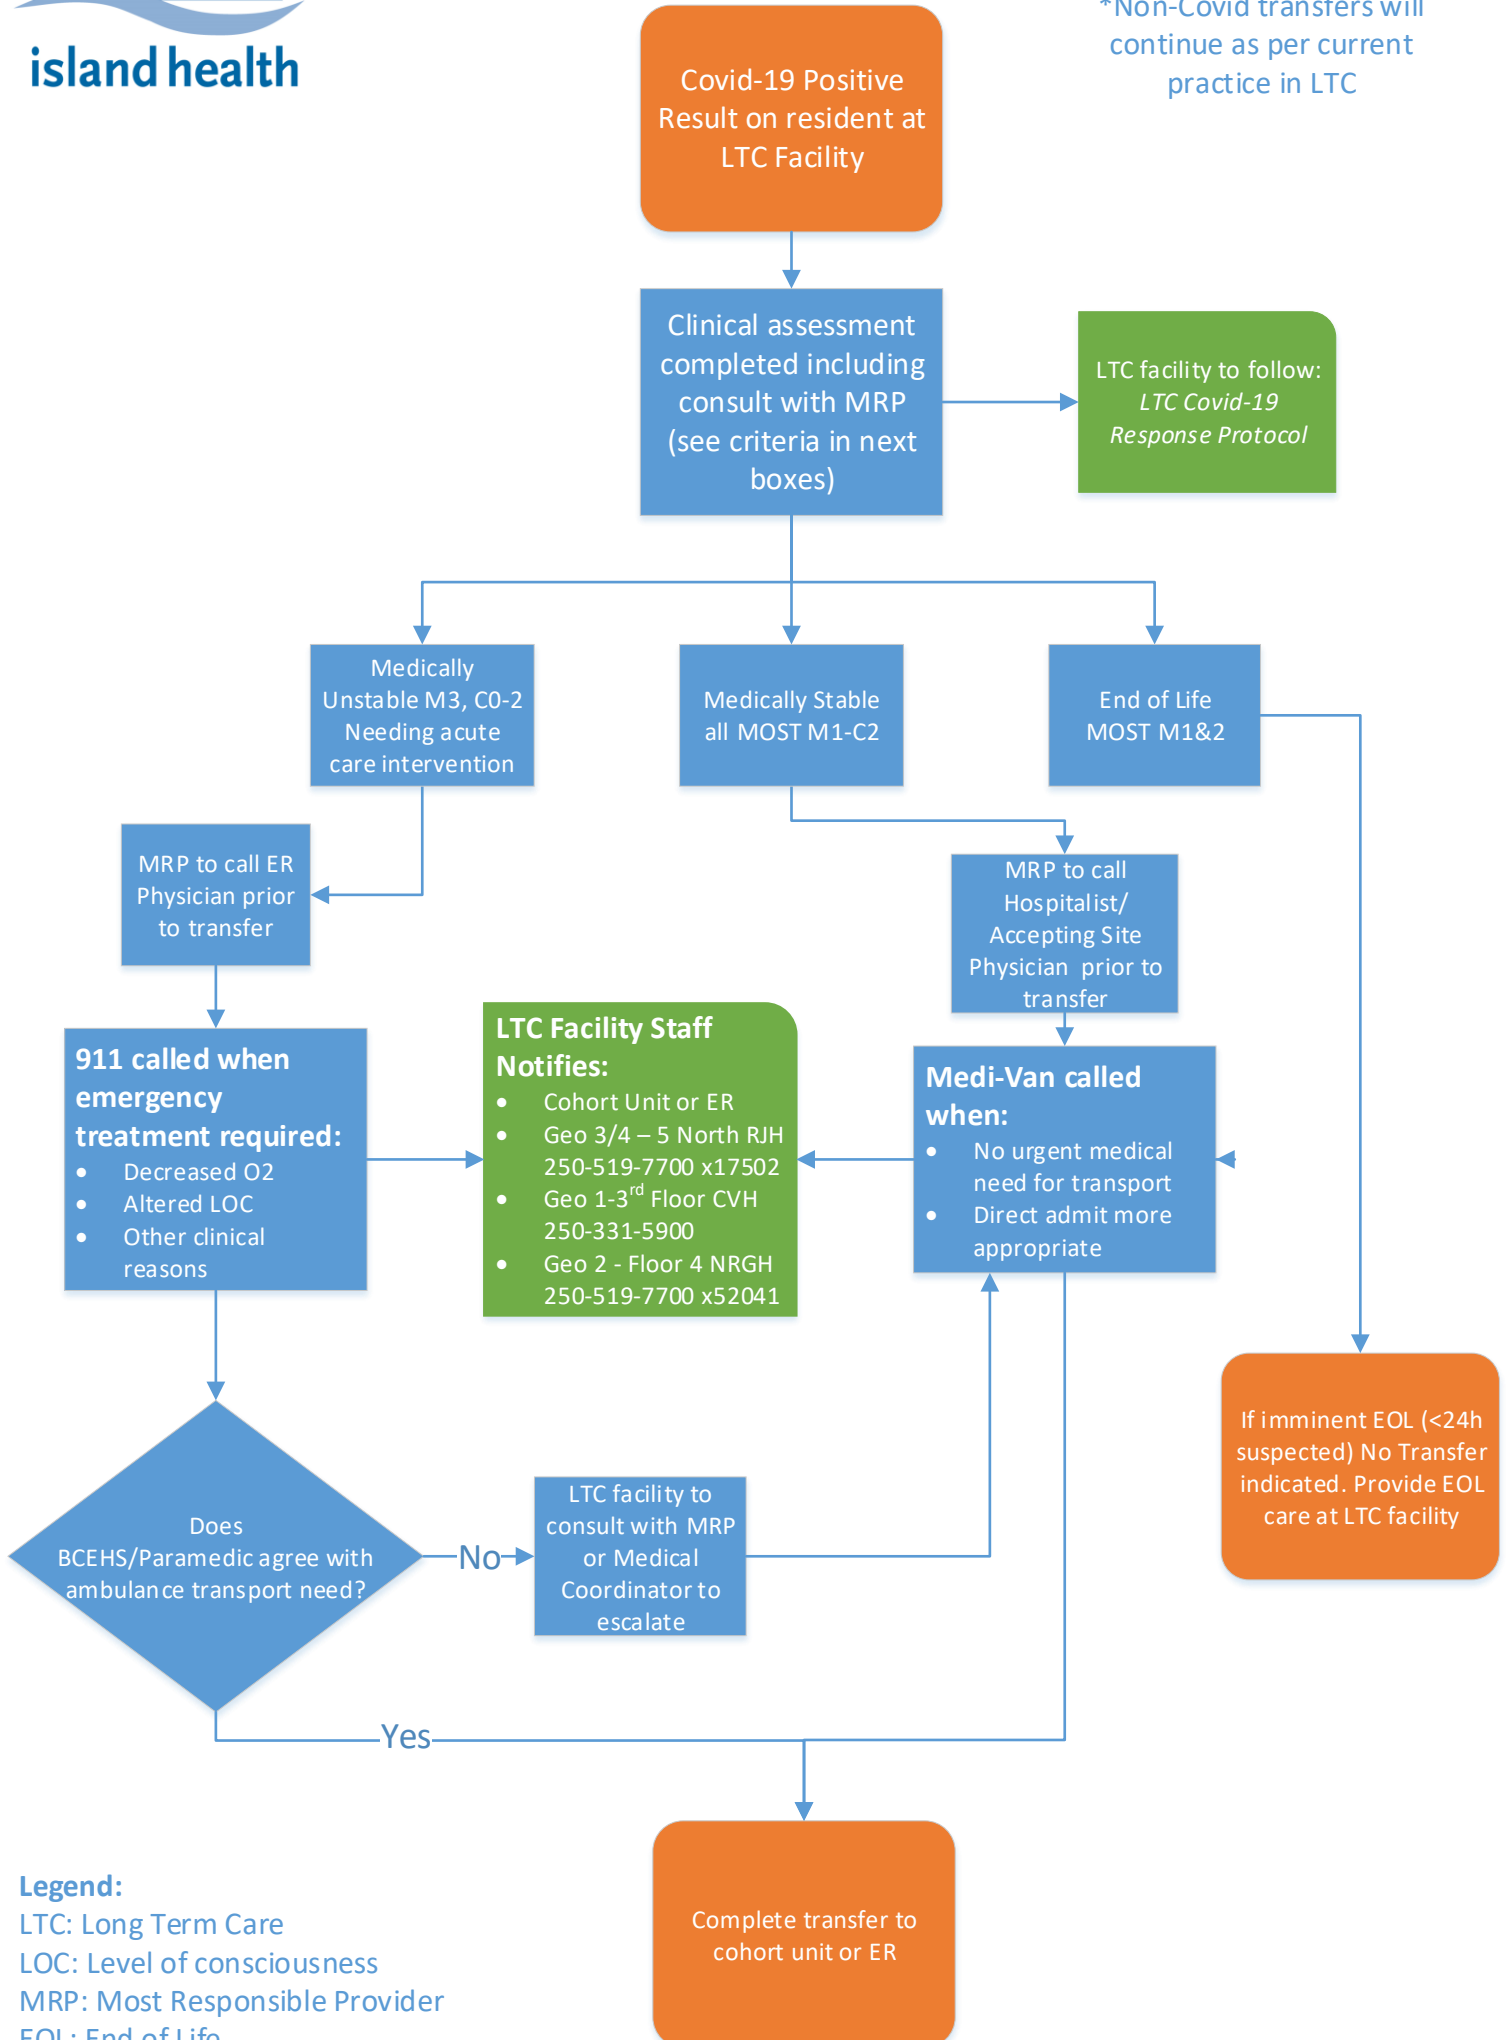 island health
*Non-Covid transfers will
continue as per current
practice in LTC
Covid-19 Positive
Result on resident at
LTC Facility
Clinical assessment
completed including
consult with MRP
(see criteria in next
boxes)
LTC facility to follow:
LTC Covid-19
Response Protocol
Medically
Unstable M3, C0-2
Needing acute
care intervention
Medically Stable
all MOST M1-C2
End of Life
MOST M1&2
MRP to call ER
Physician prior
to transfer
MRP to call
Hospitalist/
Accepting Site
Physician prior to
transfer
911 called when
emergency
treatment required:
• Decreased O2
• Altered LOC
• Other clinical
reasons
LTC Facility Staff
Notifies:
• Cohort Unit or ER
• Geo 3/4 – 5 North RJH
250-519-7700 x17502
• Geo 1-3rd Floor CVH
250-331-5900
• Geo 2 - Floor 4 NRGH
250-519-7700 x52041
Medi-Van called
when:
• No urgent medical
need for transport
• Direct admit more
appropriate
If imminent EOL (<24h
suspected) No Transfer
indicated. Provide EOL
care at LTC facility
Does
BCEHS/Paramedic agree with
ambulance transport need?
No
LTC facility to
consult with MRP
or Medical
Coordinator to
escalate
Yes
Complete transfer to
cohort unit or ER
Legend:
LTC: Long Term Care
LOC: Level of consciousness
MRP: Most Responsible Provider
EOL: End of Life